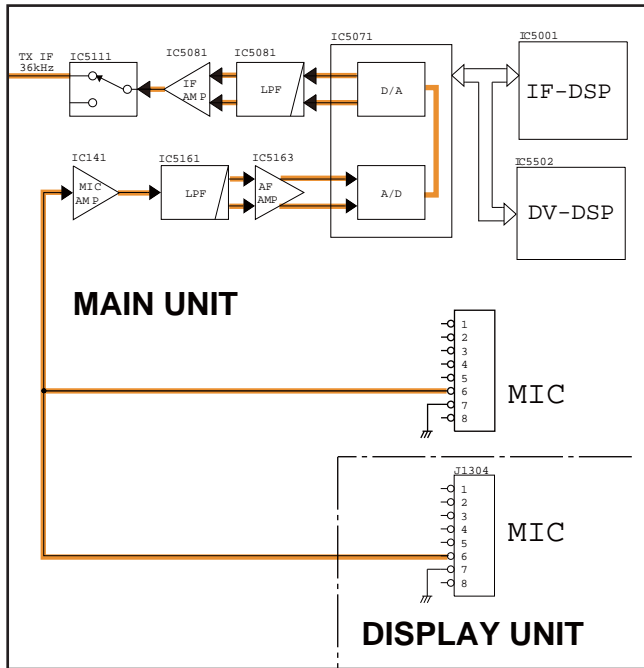 TX IF
36kHz
IC5111
IC5081
IF
AMP
IC5081
LPF
IC5071
D/A
A/D
IC5001
IF-DSP
IC5502
DV-DSP
IC141
MIC
AMP
IC5161
LPF
IC5163
AF
AMP
MAIN UNIT
1
2
3
4
5
6
7
8
MIC
J1304
1
2
3
4
5
6
7
8
MIC
DISPLAY UNIT